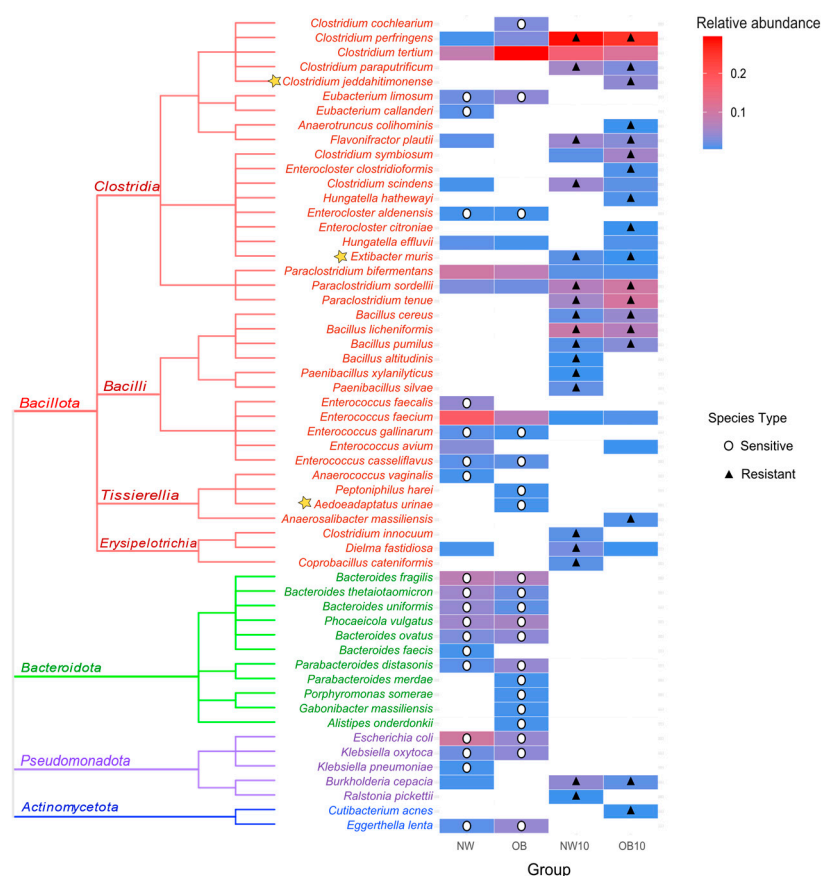 Relative abundance
0.2
0.1
Clostridium cochlearium
Clostridium perfringens
Clostridium tertium
Clostridium paraputrificum
Clostridium jeddahitimonense
Eubacterium limosum
Eubacterium callanderi
Anaerotruncus colihominis
Flavonifractor plautii
Clostridium symbiosum
Enterocloster clostridioformis
Clostridia
Clostridium scindens
Hungatella hathewayi
Enterocloster aldenensis
Enterocloster citroniae
Hungatella effluvii
Extibacter muris
Paraclostridium bifermentans
Paraclostridium sordellii
Paraclostridium tenue
Bacillus cereus
Bacillus licheniformis
Bacillus pumilus
Bacillus altitudinis
Paenibacillus xylanilyticus
Bacilli
Paenibacillus silvae
Bacillota
Enterococcus faecalis
Enterococcus faecium
Enterococcus gallinarum
Enterococcus avium
Enterococcus casseliflavus
Species Type
Sensitive
Resistant
Anaerococcus vaginalis
Peptoniphilus harei
Tissierellia
Aedoeadaptatus urinae
Anaerosalibacter massiliensis
Clostridium innocuum
Erysipelotrichia
Dielma fastidiosa
Coprobacillus cateniformis
Bacteroides fragilis
Bacteroides thetaiotaomicron
Bacteroides uniformis
Phocaeicola vulgatus
Bacteroides ovatus
Bacteroides faecis
Bacteroidota
Parabacteroides distasonis
Parabacteroides merdae
Porphyromonas somerae
Gabonibacter massiliensis
Alistipes onderdonkii
Escherichia coli
Klebsiella oxytoca
Pseudomonadota
Klebsiella pneumoniae
Burkholderia cepacia
Ralstonia pickettii
Actinomycetota
Cutibacterium acnes
Eggerthella lenta
NW OB NW10 OB10
Group